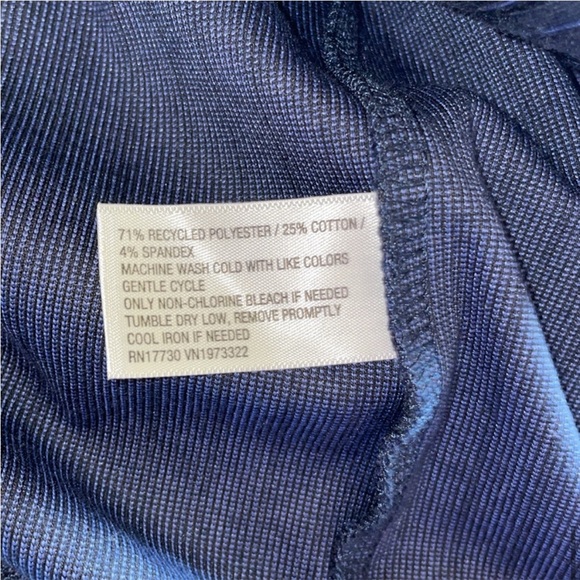 71% RECYCLED POLYESTER / 25% COTTON /
4% SPANDEX
MACHINE WASH COLD WITH LIKE COLORS
GENTLE CYCLE
ONLY NON-CHLORINE BLEACH IF NEEDED
TUMBLE DRY LOW, REMOVE PROMPTLY
COOL IRON IF NEEDED
RN17730 VN1973322